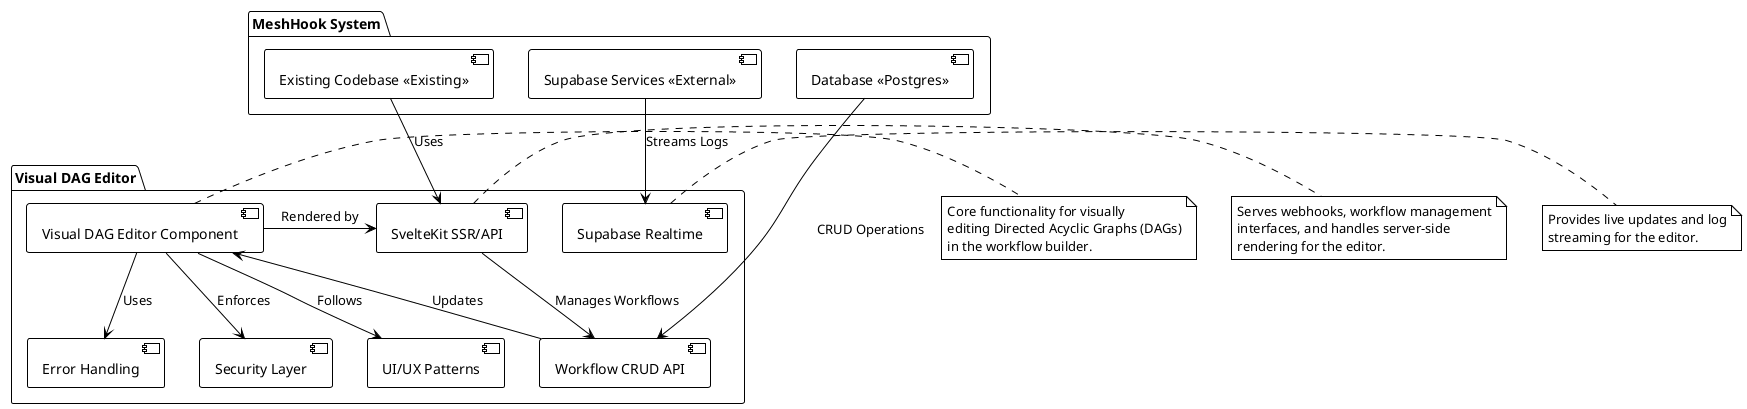 MeshHook System
Existing Codebase «Existing»
Supabase Services «External»
Database «Postgres»
Uses
Streams Logs
Visual DAG Editor
Visual DAG Editor Component
Rendered by
SvelteKit SSR/API
Supabase Realtime
CRUD Operations
Core functionality for visually
editing Directed Acyclic Graphs (DAGs)
in the workflow builder.
Serves webhooks, workflow management
interfaces, and handles server-side
rendering for the editor.
Provides live updates and log
streaming for the editor.
Uses
Enforces
Follows
Updates
Manages Workflows
Error Handling
Security Layer
UI/UX Patterns
Workflow CRUD API